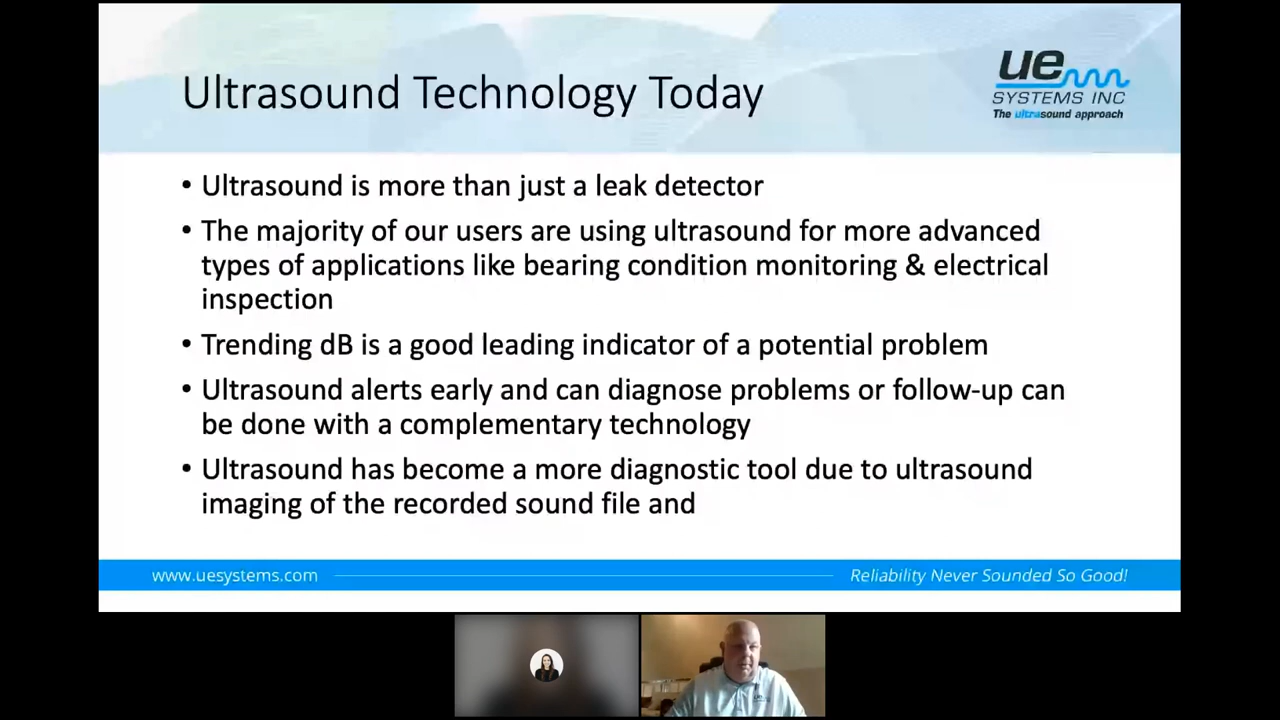 Ultrasound Technology Today
ue
SYSTEMS INC
The ultrasound approach
• Ultrasound is more than just a leak detector
• The majority of our users are using ultrasound for more advanced
types of applications like bearing condition monitoring & electrical
inspection
• Trending dB is a good leading indicator of a potential problem
• Ultrasound alerts early and can diagnose problems or follow-up can
be done with a complementary technology
• Ultrasound has become a more diagnostic tool due to ultrasound
imaging of the recorded sound file and
www.uesystems.com
Reliability Never Sounded So Good!